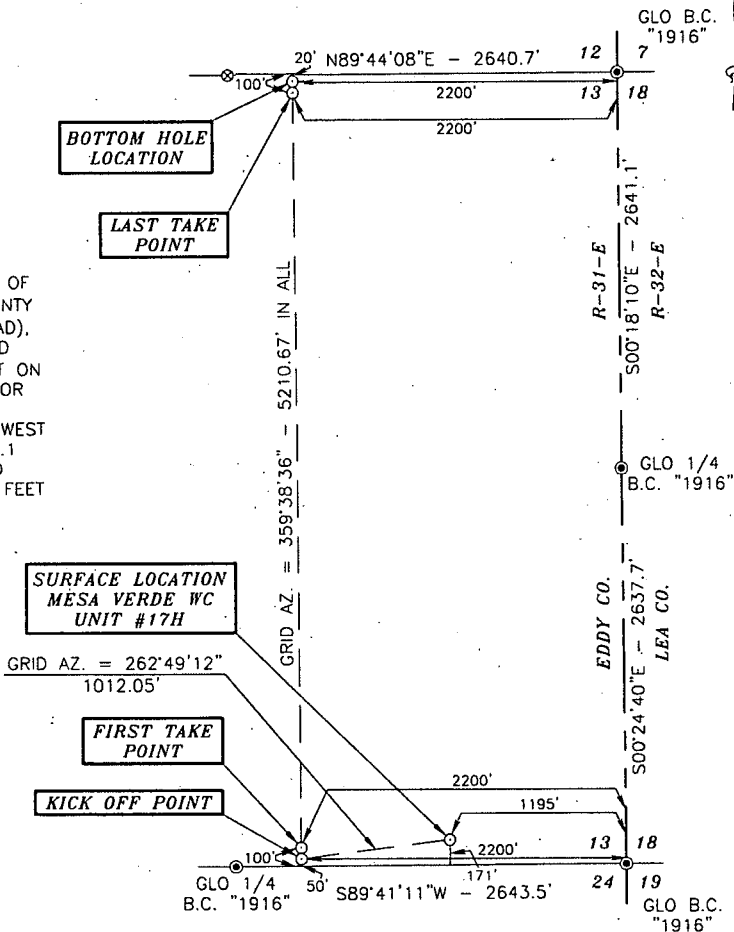 GLO B.C.
"1916"
20' N89°44'08"E - 2640.7'
12 7
100'
2200'
13 18
2200'
BOTTOM HOLE
LOCATION
LAST TAKE
POINT
S00°18'10"E - 2641.1'
R-31-E
R-32-E
OF
NTY
AD),
D
T ON
OR
WEST
.1
FEET
GRID AZ. = 359°38'36" - 5210.67' IN ALL
GLO 1/4
B.C. "1916"
SURFACE LOCATION
MESA VERDE WC
UNIT #17H
EDDY CO.
LEA CO.
S00°24'40"E - 2637.7'
GRID AZ. = 262°49'12"
1012.05'
FIRST TAKE
POINT
2200'
1195'
KICK OFF POINT
100'
2200'
13 18
171'
50'
GLO 1/4
B.C. "1916"
S89°41'11"W - 2643.5'
24 19
GLO B.C.
"1916"